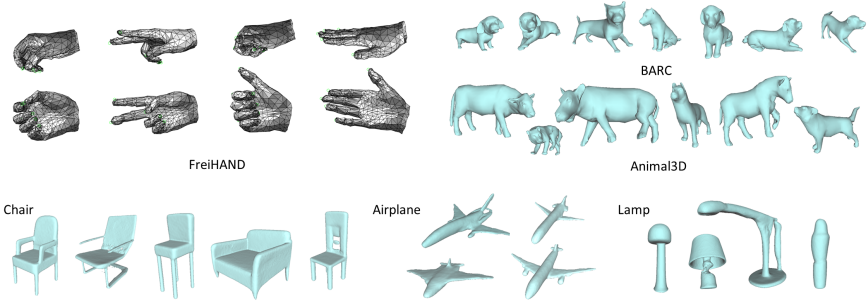 BARC
FreiHAND
Animal3D
Chair
Airplane
Lamp